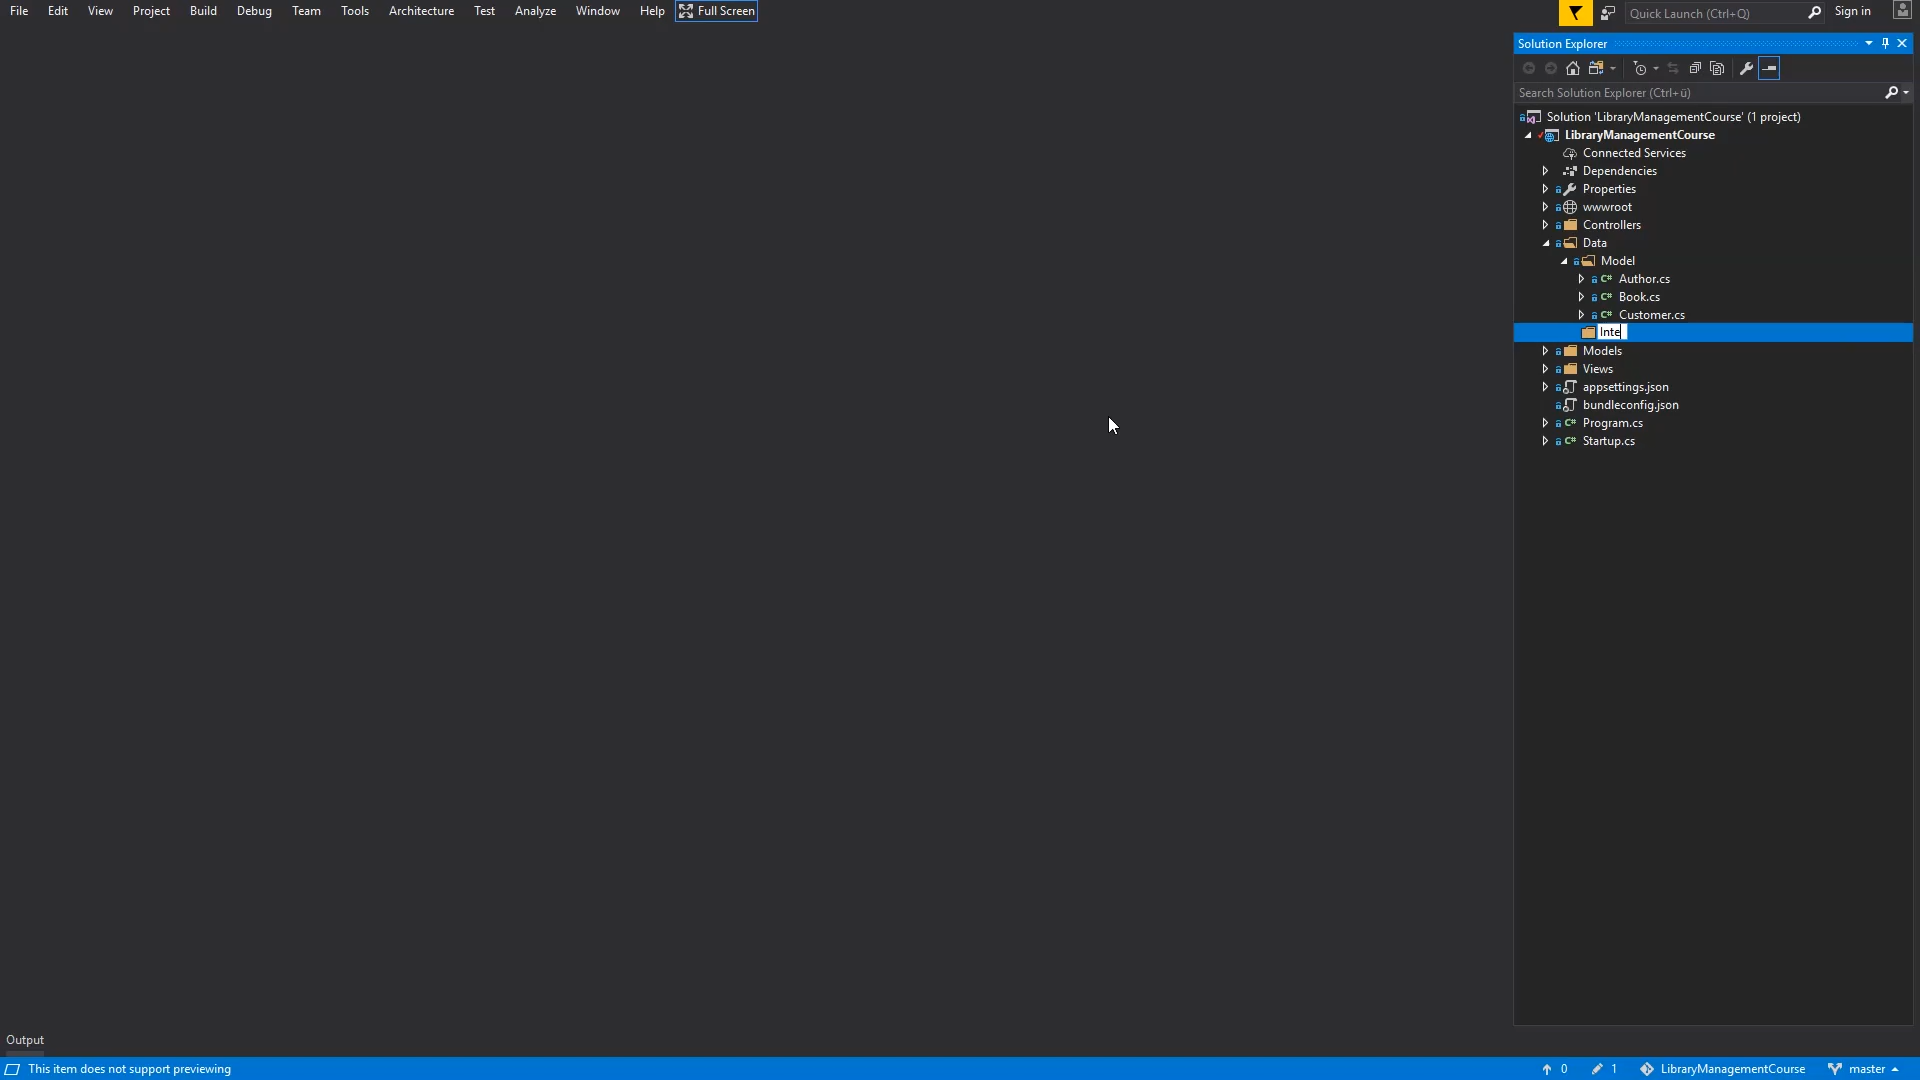 File Edit View Project Build Debug Team Tools Architecture Test Analyze Window Help Full Screen
Quick Launch (Ctrl+Q) Sign in
Solution Explorer
Search Solution Explorer (Ctrl+ü)
Solution 'LibraryManagementCourse' (1 project)
LibraryManagementCourse
Connected Services
Dependencies
Properties
wwwroot
Controllers
Data
Model
C# Author.cs
C# Book.cs
C# Customer.cs
Inte
Models
Views
appsettings.json
bundleconfig.json
C# Program.cs
C# Startup.cs
Output
This item does not support previewing 0 1 LibraryManagementCourse master